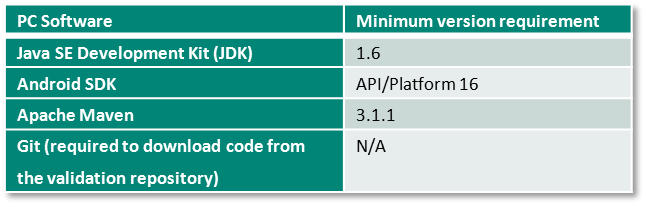 PC Software Minimum version requirement
Java SE Development Kit (JDK) 1.6
Android SDK API/Platform 16
Apache Maven 3.1.1
Git (required to download code from N/A
the validation repository)